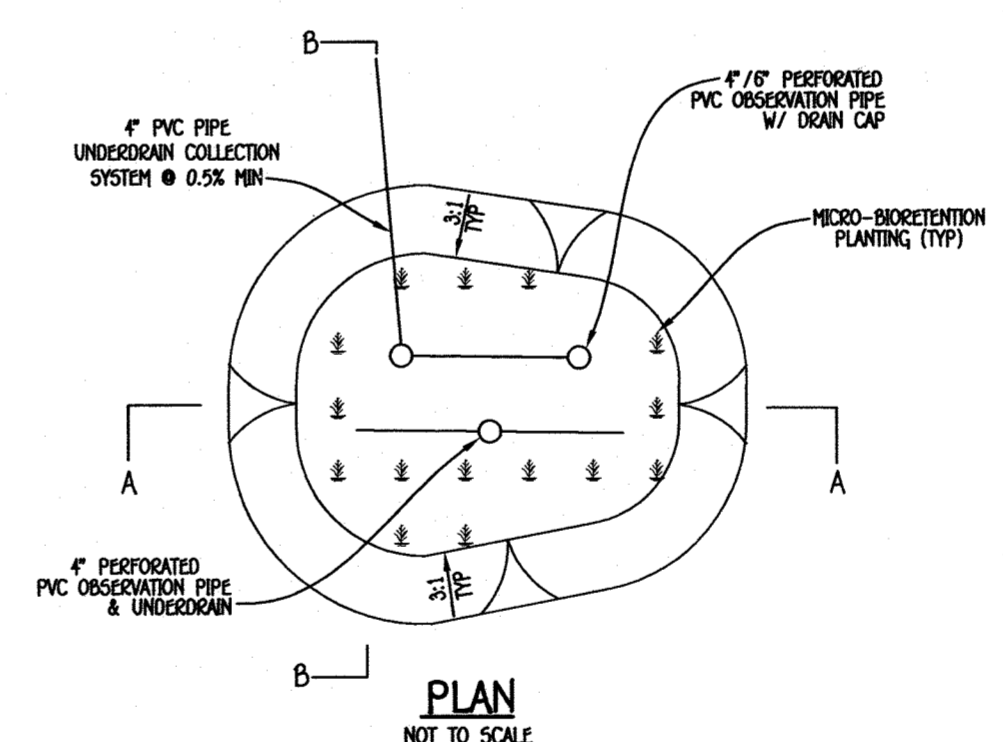 B
4"/6" PERFORATED
PVC OBSERVATION PIPE
W/ DRAIN CAP
4" PVC PIPE
UNDERDRAIN COLLECTION
SYSTEM @ 0.5% MIN
3:1
TYP
MICRO-BIORETENTION
PLANTING (TYP)
A
A
4" PERFORATED
PVC OBSERVATION PIPE
& UNDERDRAIN
3:1
TYP
B
PLAN
NOT TO SCALE